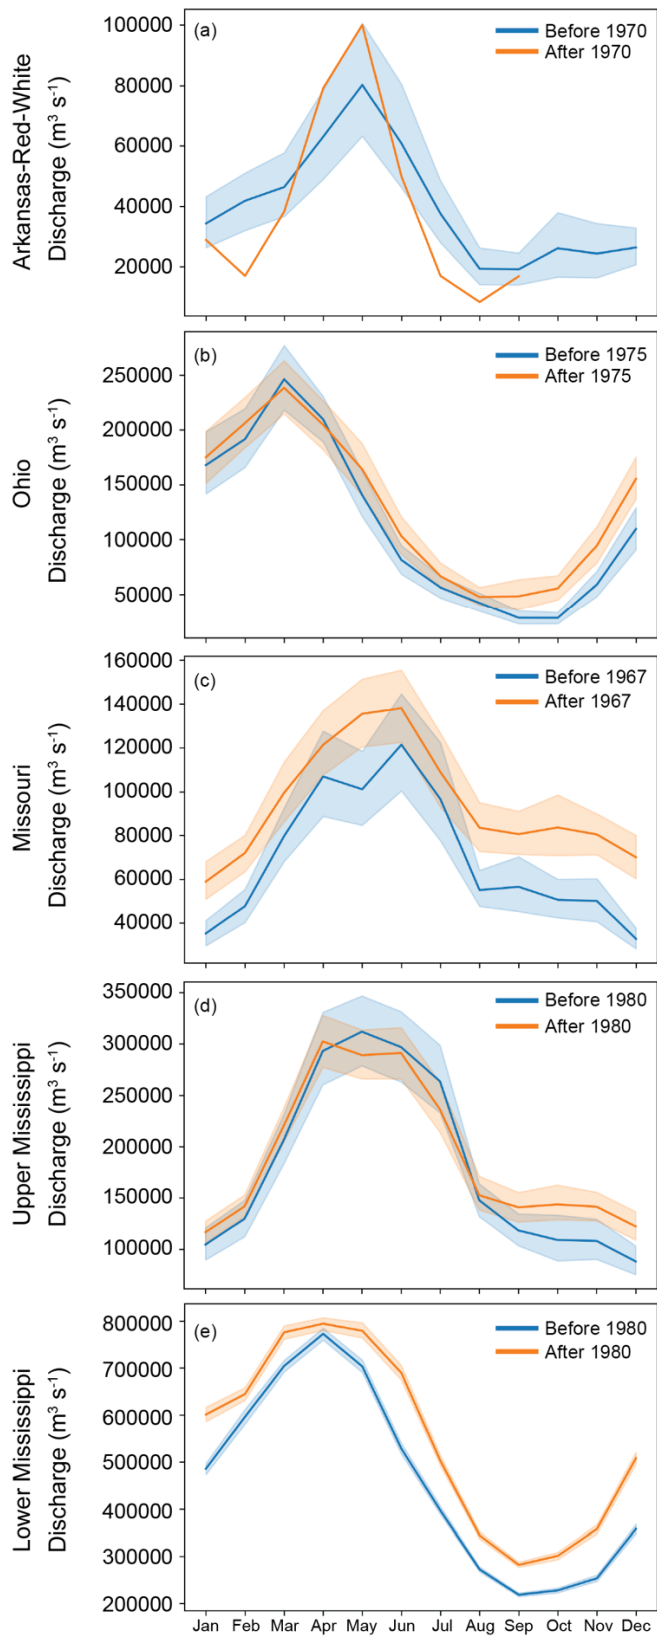 Arkansas-Red-White
Discharge (m³ s⁻¹)
(a)
Before 1970
After 1970
100000
80000
60000
40000
20000
Ohio
Discharge (m³ s⁻¹)
(b)
Before 1975
After 1975
250000
200000
150000
100000
50000
Missouri
Discharge (m³ s⁻¹)
(c)
Before 1967
After 1967
160000
140000
120000
100000
80000
60000
40000
Upper Mississippi
Discharge (m³ s⁻¹)
(d)
Before 1980
After 1980
350000
300000
250000
200000
150000
100000
Lower Mississippi
Discharge (m³ s⁻¹)
(e)
Before 1980
After 1980
800000
700000
600000
500000
400000
300000
200000
Jan Feb Mar Apr May Jun Jul Aug Sep Oct Nov Dec